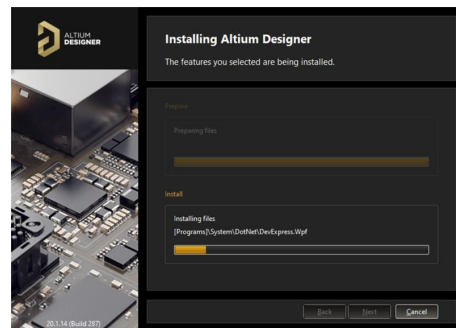 ALTIUM
DESIGNER
Installing Altium Designer
The features you selected are being installed.
Prepare
Preparing files
Install
Installing files
[Programs]\System\DotNet\DevExpress.Wpf
20.1.14 (Build 287)
Back
Next
Cancel